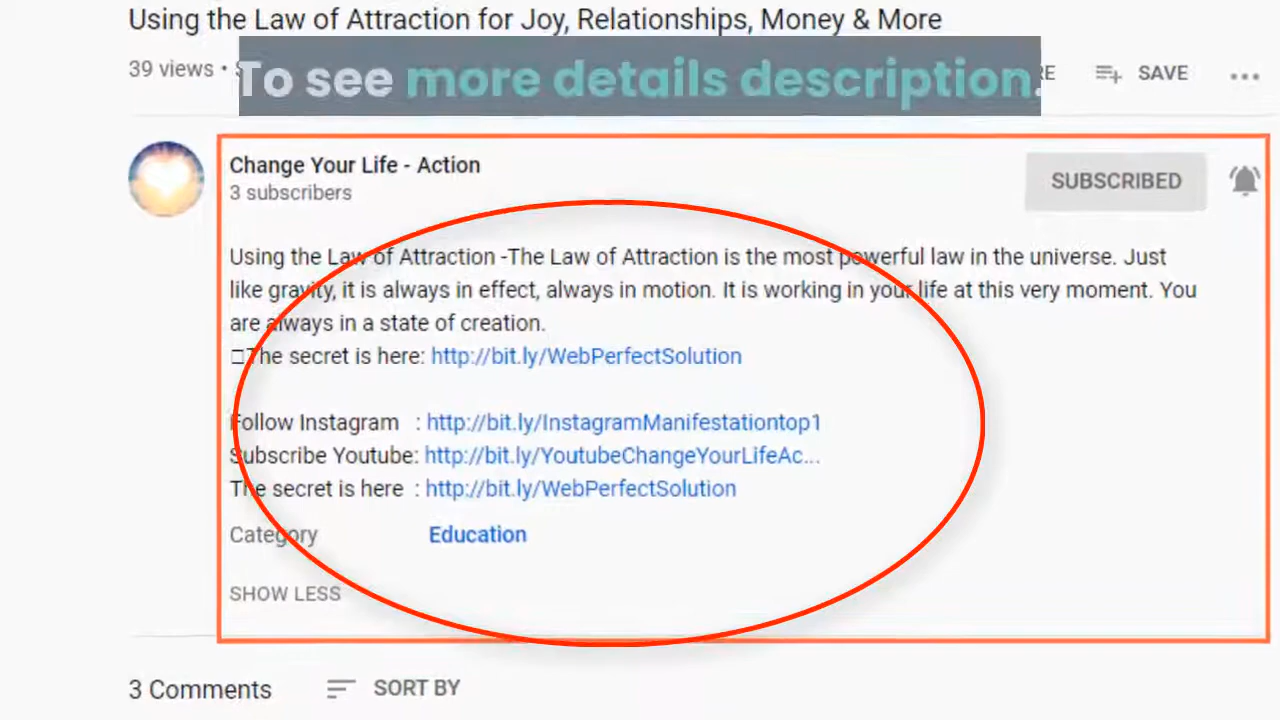 Using the Law of Attraction for Joy, Relationships, Money & More
39 views •
To see more details description.
SAVE
Change Your Life - Action
3 subscribers
SUBSCRIBED
Using the Law of Attraction -The Law of Attraction is the most powerful law in the universe. Just
like gravity, it is always in effect, always in motion. It is working in your life at this very moment. You
are always in a state of creation.
The secret is here: http://bit.ly/WebPerfectSolution
Follow Instagram : http://bit.ly/InstagramManifestationtop1
Subscribe Youtube: http://bit.ly/YoutubeChangeYourLifeAc...
The secret is here : http://bit.ly/WebPerfectSolution
Category Education
SHOW LESS
3 Comments SORT BY